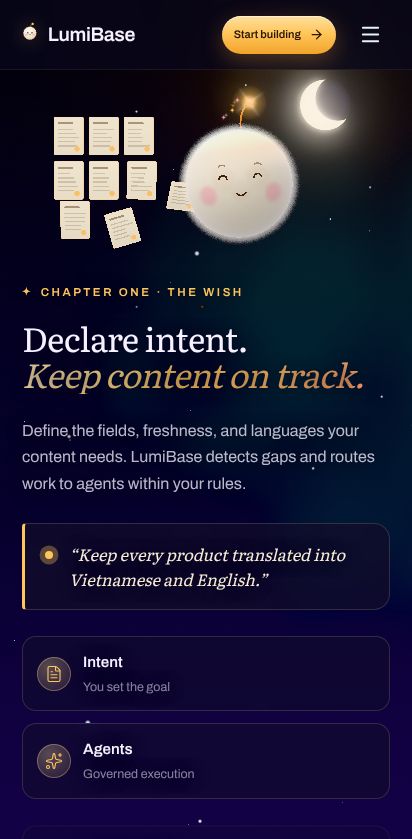 LumiBase
Start building
CHAPTER ONE · THE WISH
Declare intent.
Keep content on track.
Define the fields, freshness, and languages your
content needs. LumiBase detects gaps and routes
work to agents within your rules.
“Keep every product translated into
Vietnamese and English.”
Intent
You set the goal
Agents
Governed execution